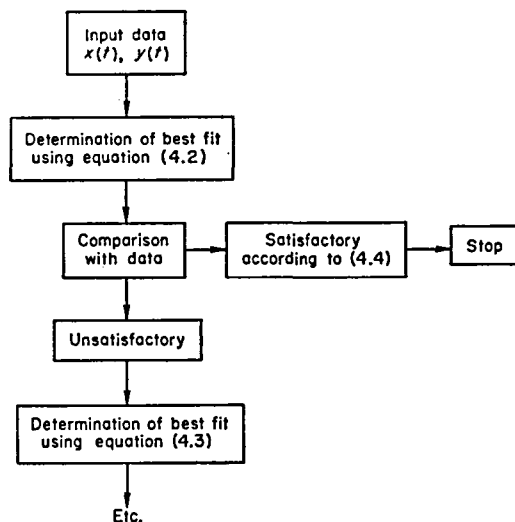 Input data
x(t), y(t)
Determination of best fit
using equation (4.2)
Comparison
with data
Satisfactory
according to (4.4)
Stop
Unsatisfactory
Determination of best fit
using equation (4.3)
Etc.